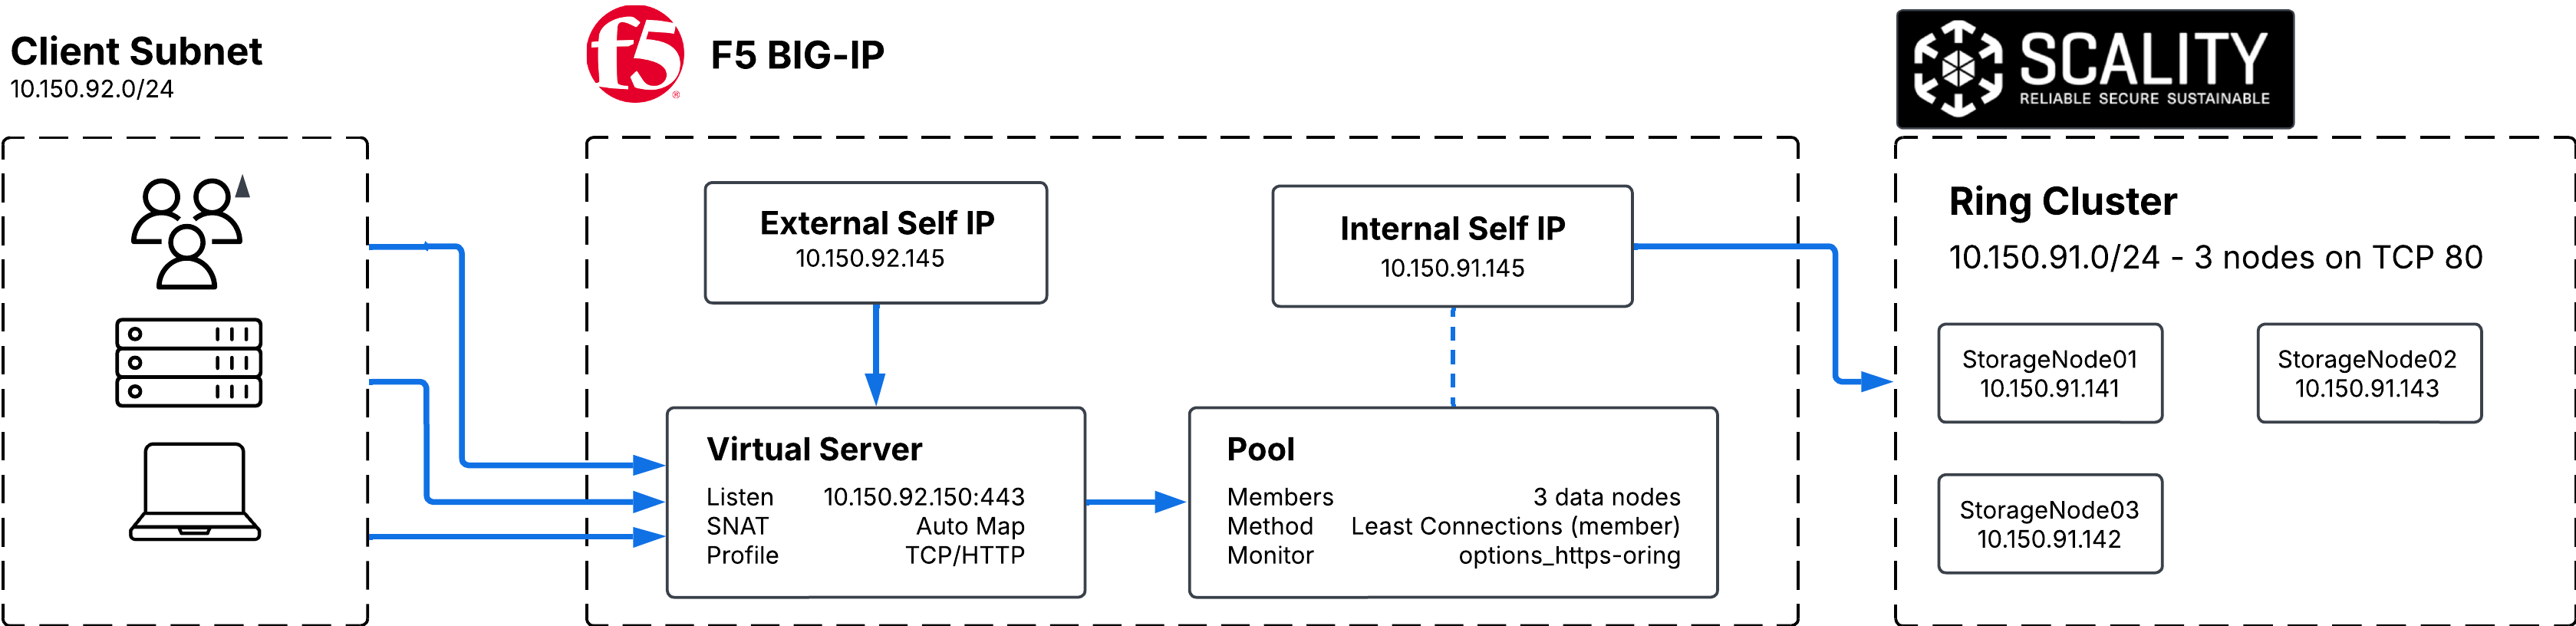 Client Subnet
10.150.92.0/24
f5
®
F5 BIG-IP
SCALITY
RELIABLE SECURE SUSTAINABLE
External Self IP
10.150.92.145
Internal Self IP
10.150.91.145
Virtual Server
Listen 10.150.92.150:443
SNAT Auto Map
Profile TCP/HTTP
Pool
Members 3 data nodes
Method Least Connections (member)
Monitor options_https-oring
Ring Cluster
10.150.91.0/24 - 3 nodes on TCP 80
StorageNode01
10.150.91.141
StorageNode02
10.150.91.143
StorageNode03
10.150.91.142